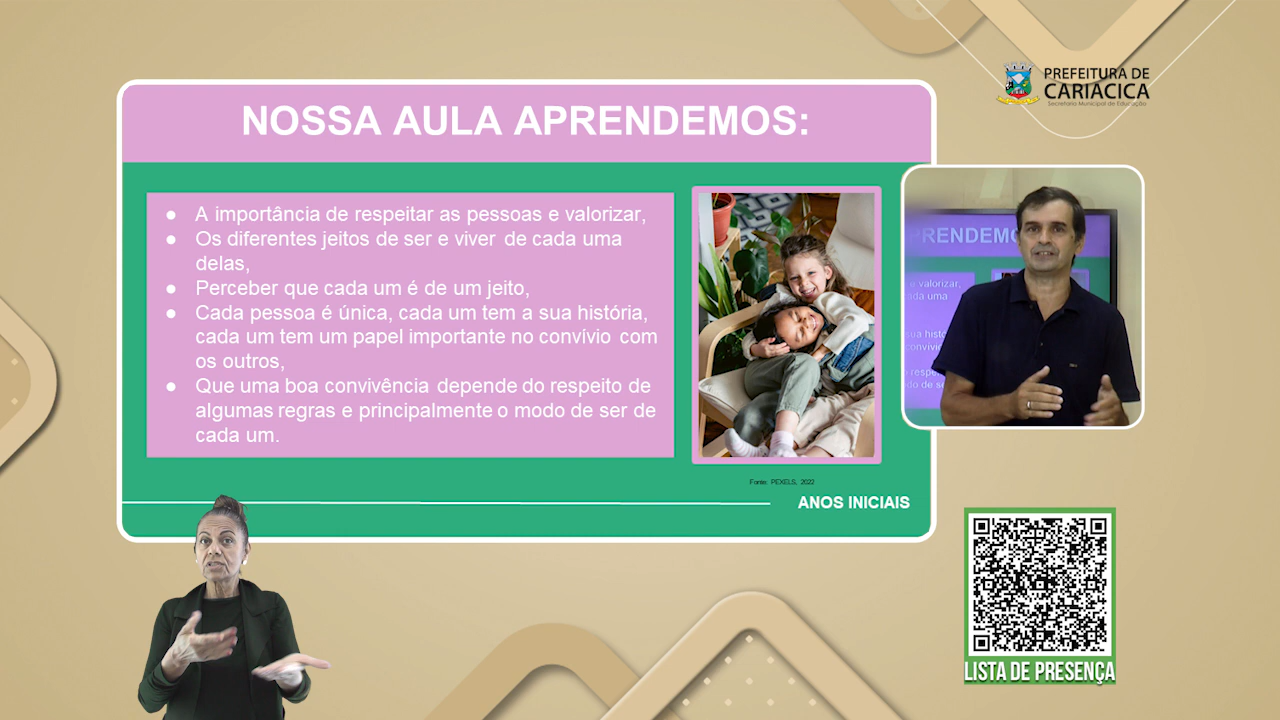 PREFEITURA DE
CARIACICA
Secretaria Municipal de Educação
NOSSA AULA APRENDEMOS:
● A importância de respeitar as pessoas e valorizar,
● Os diferentes jeitos de ser e viver de cada uma
delas,
● Perceber que cada um é de um jeito,
● Cada pessoa é única, cada um tem a sua história,
cada um tem um papel importante no convívio com
os outros,
● Que uma boa convivência depende do respeito de
algumas regras e principalmente o modo de ser de
cada um.
Fonte: PEXELS, 2022
ANOS INICIAIS
LISTA DE PRESENÇA